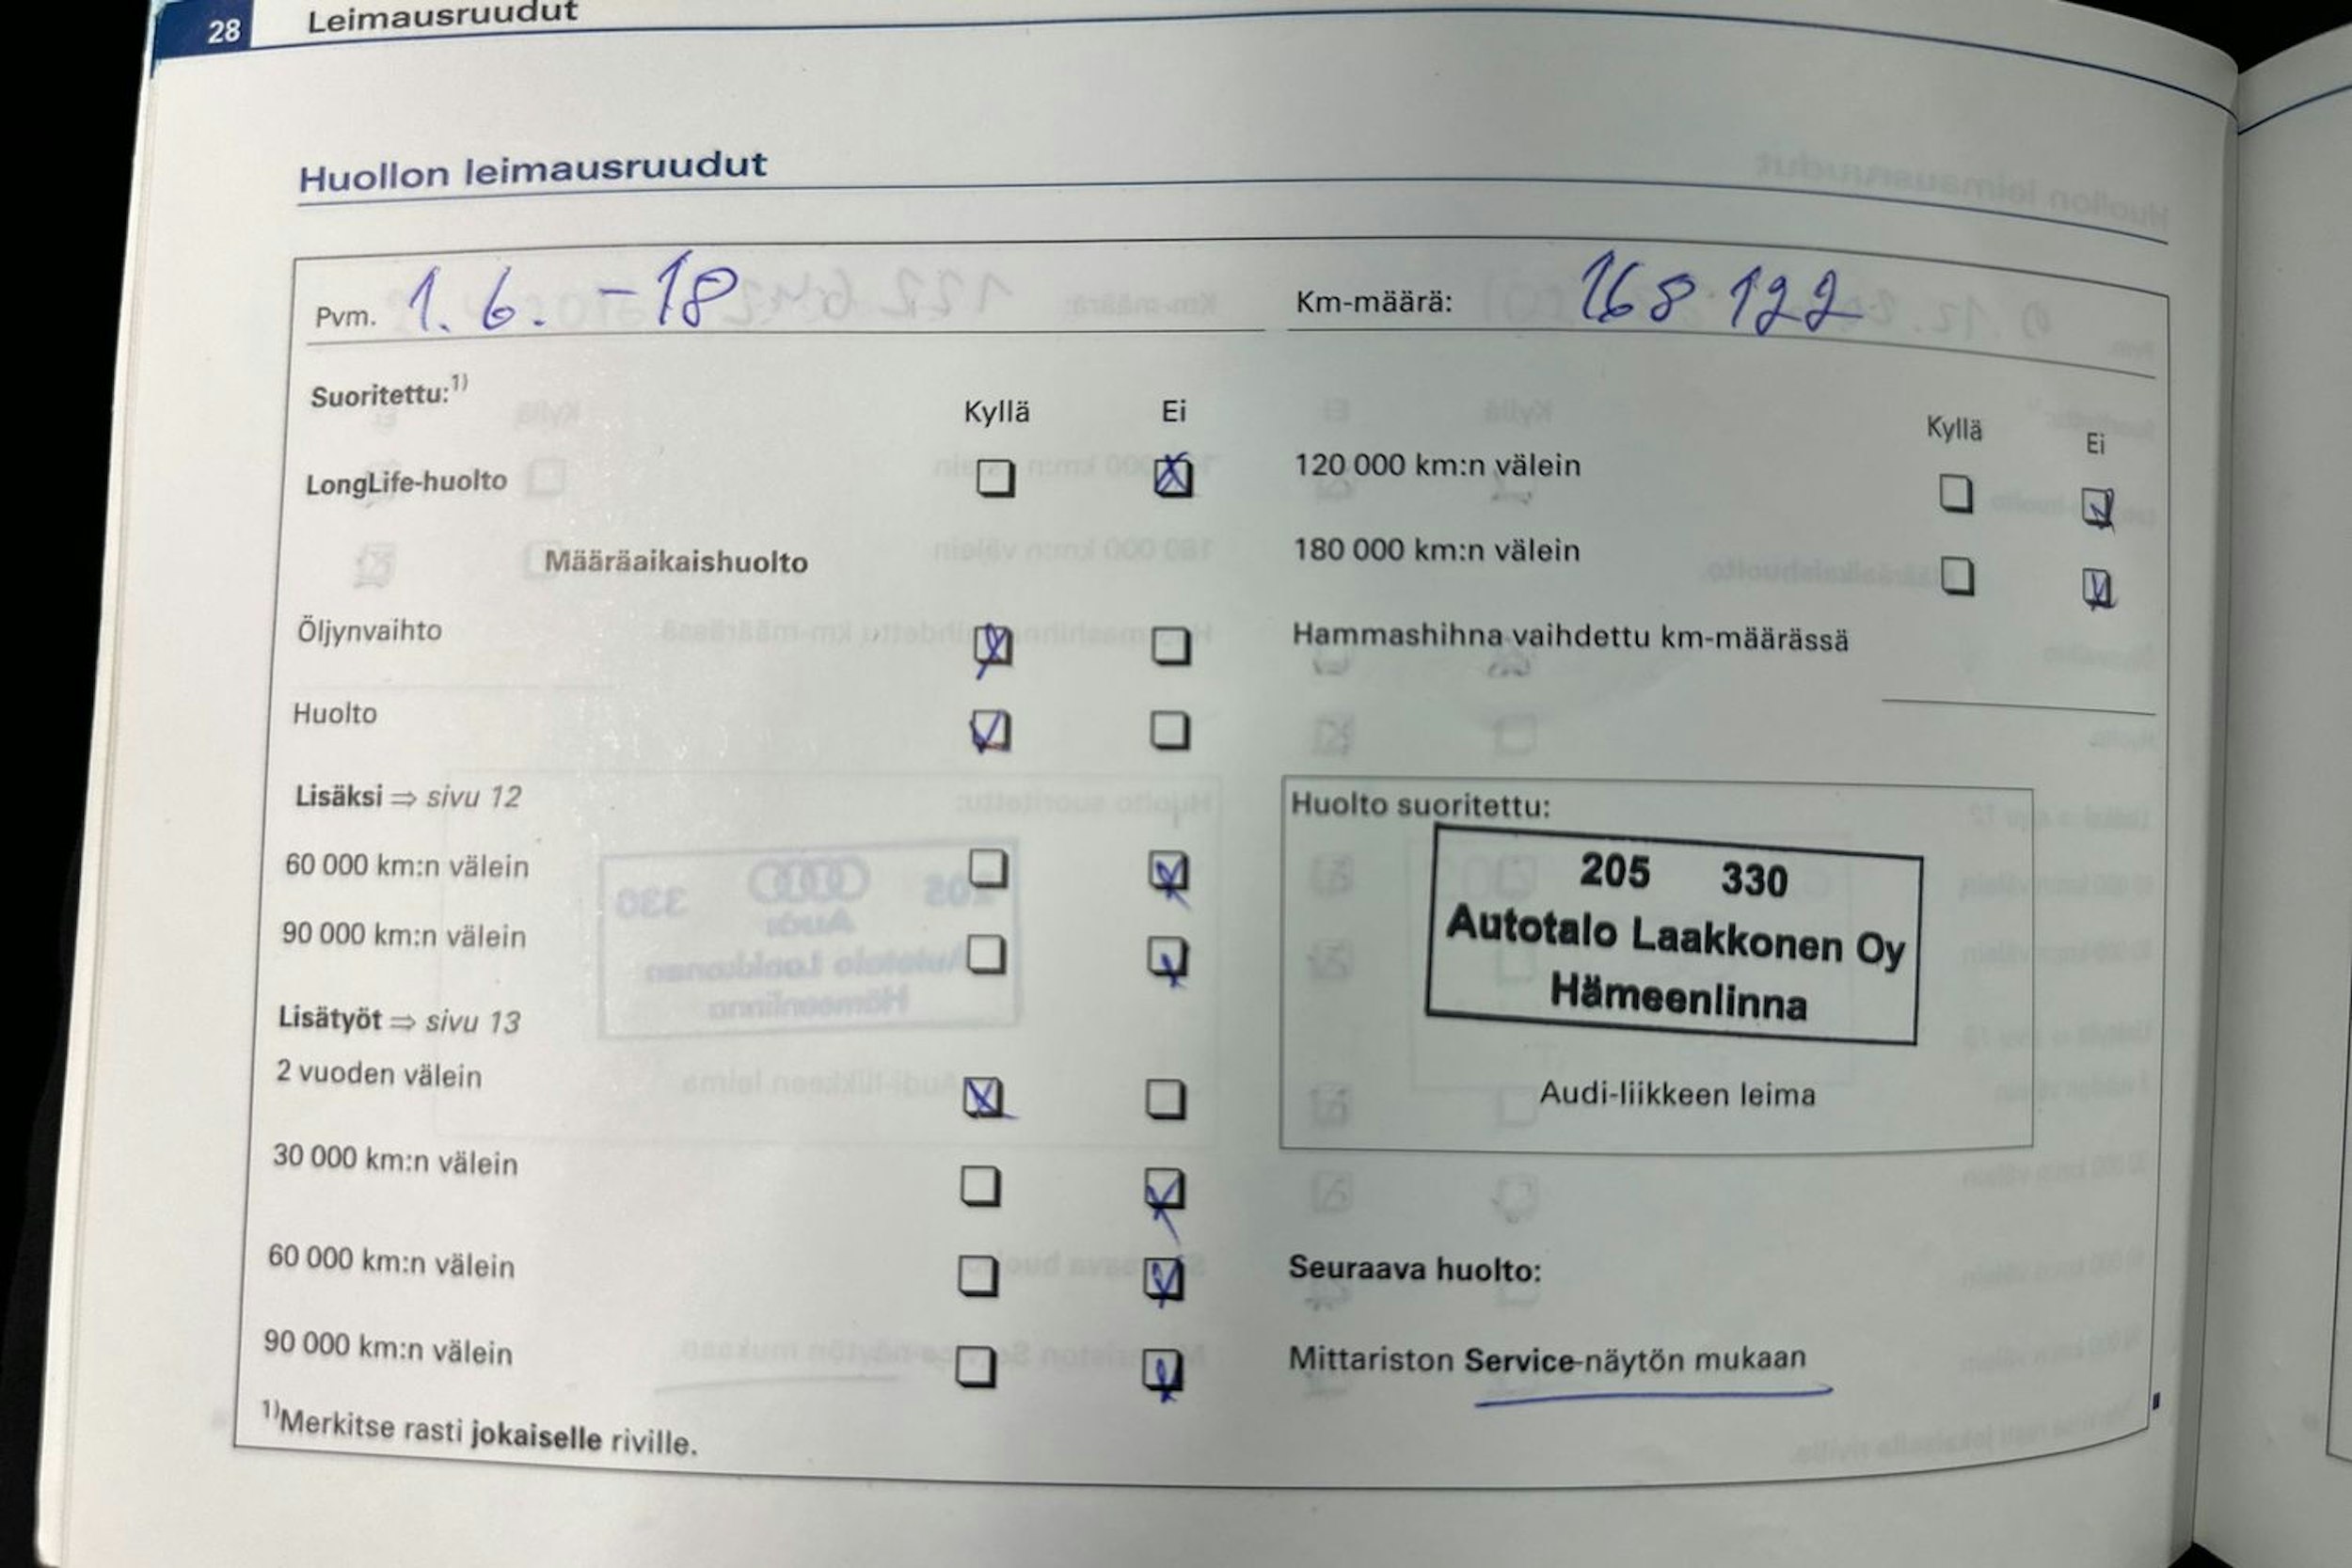 28 Leimausruudut
Huollon leimausruudut
Pvm. 1.6.-18
Suoritettu:1)
Kyllä Ei
LongLife-huolto
Määräaikaishuolto
Öljynvaihto
Huolto
Lisäksi ⇒ sivu 12
60 000 km:n välein
90 000 km:n välein
Lisätyöt ⇒ sivu 13
2 vuoden välein
30 000 km:n välein
60 000 km:n välein
90 000 km:n välein
1)Merkitse rasti jokaiselle riville.
Km-määrä: 168 122
Kyllä Ei
120 000 km:n välein
180 000 km:n välein
Hammashihna vaihdettu km-määrässä
Huolto suoritettu:
205 330
Autotalo Laakkonen Oy
Hämeenlinna
Audi-liikkeen leima
Seuraava huolto:
Mittariston Service-näytön mukaan